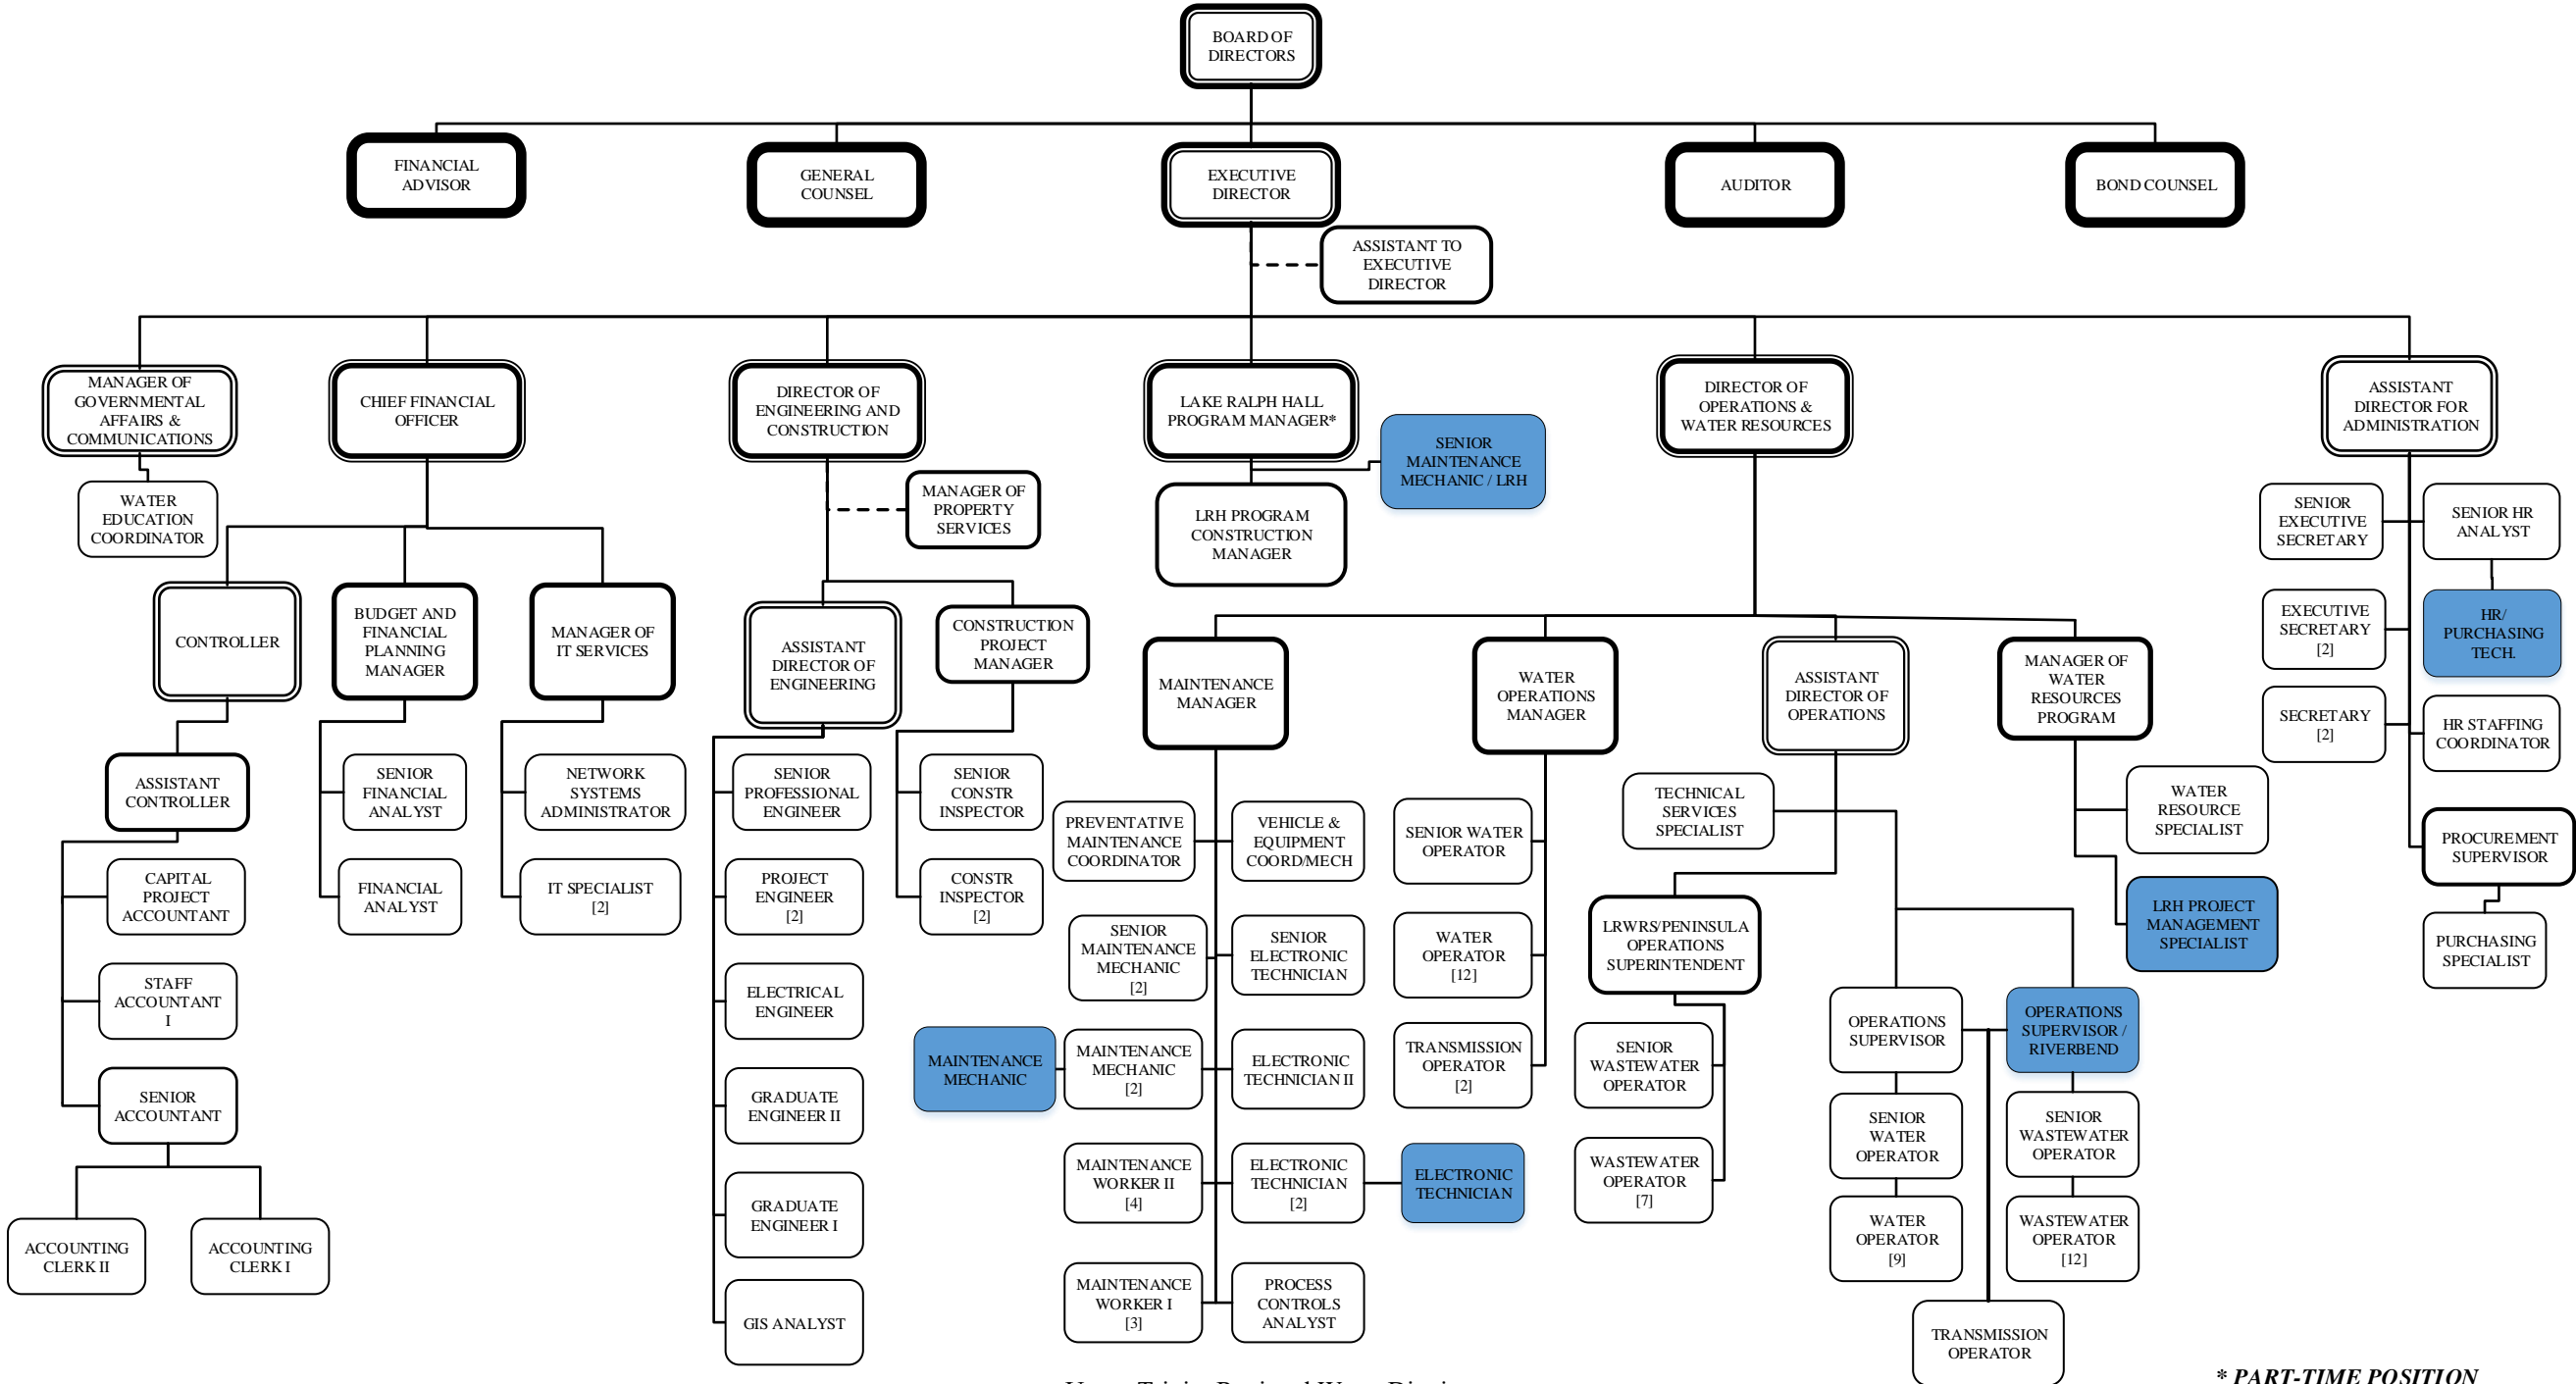 BOARD OF
DIRECTORS
FINANCIAL
ADVISOR
GENERAL
COUNSEL
EXECUTIVE
DIRECTOR
AUDITOR
BOND COUNSEL
ASSISTANT TO
EXECUTIVE
DIRECTOR
MANAGER OF
GOVERNMENTAL
AFFAIRS &
COMMUNICATIONS
CHIEF FINANCIAL
OFFICER
DIRECTOR OF
ENGINEERING AND
CONSTRUCTION
LAKE RALPH HALL
PROGRAM MANAGER*
DIRECTOR OF
OPERATIONS &
WATER RESOURCES
ASSISTANT
DIRECTOR FOR
ADMINISTRATION
WATER
EDUCATION
COORDINATOR
MANAGER OF
PROPERTY
SERVICES
SENIOR
MAINTENANCE
MECHANIC / LRH
LRH PROGRAM
CONSTRUCTION
MANAGER
SENIOR
EXECUTIVE
SECRETARY
SENIOR HR
ANALYST
CONTROLLER
BUDGET AND
FINANCIAL
PLANNING
MANAGER
MANAGER OF
IT SERVICES
ASSISTANT
DIRECTOR OF
ENGINEERING
CONSTRUCTION
PROJECT
MANAGER
MAINTENANCE
MANAGER
WATER
OPERATIONS
MANAGER
ASSISTANT
DIRECTOR OF
OPERATIONS
MANAGER OF
WATER
RESOURCES
PROGRAM
EXECUTIVE
SECRETARY
[2]
HR/
PURCHASING
TECH.
SECRETARY
[2]
HR STAFFING
COORDINATOR
ASSISTANT
CONTROLLER
SENIOR
FINANCIAL
ANALYST
NETWORK
SYSTEMS
ADMINISTRATOR
SENIOR
PROFESSIONAL
ENGINEER
SENIOR
CONSTR
INSPECTOR
PREVENTATIVE
MAINTENANCE
COORDINATOR
VEHICLE &
EQUIPMENT
COORD/MECH
SENIOR WATER
OPERATOR
TECHNICAL
SERVICES
SPECIALIST
WATER
RESOURCE
SPECIALIST
PROCUREMENT
SUPERVISOR
CAPITAL
PROJECT
ACCOUNTANT
FINANCIAL
ANALYST
IT SPECIALIST
[2]
PROJECT
ENGINEER
[2]
CONSTR
INSPECTOR
[2]
SENIOR
MAINTENANCE
MECHANIC
[2]
SENIOR
ELECTRONIC
TECHNICIAN
WATER
OPERATOR
[12]
LRWRS/PENINSULA
OPERATIONS
SUPERINTENDENT
LRH PROJECT
MANAGEMENT
SPECIALIST
PURCHASING
SPECIALIST
STAFF
ACCOUNTANT
I
ELECTRICAL
ENGINEER
MAINTENANCE
MECHANIC
MAINTENANCE
MECHANIC
[2]
ELECTRONIC
TECHNICIAN II
TRANSMISSION
OPERATOR
[2]
SENIOR
WASTEWATER
OPERATOR
OPERATIONS
SUPERVISOR
OPERATIONS
SUPERVISOR /
RIVERBEND
SENIOR
ACCOUNTANT
GRADUATE
ENGINEER II
MAINTENANCE
WORKER II
[4]
ELECTRONIC
TECHNICIAN
[2]
ELECTRONIC
TECHNICIAN
WASTEWATER
OPERATOR
[7]
SENIOR
WATER
OPERATOR
SENIOR
WASTEWATER
OPERATOR
ACCOUNTING
CLERK II
ACCOUNTING
CLERK I
GRADUATE
ENGINEER I
WATER
OPERATOR
[9]
WASTEWATER
OPERATOR
[12]
GIS ANALYST
MAINTENANCE
WORKER I
[3]
PROCESS
CONTROLS
ANALYST
TRANSMISSION
OPERATOR
* PART-TIME POSITION